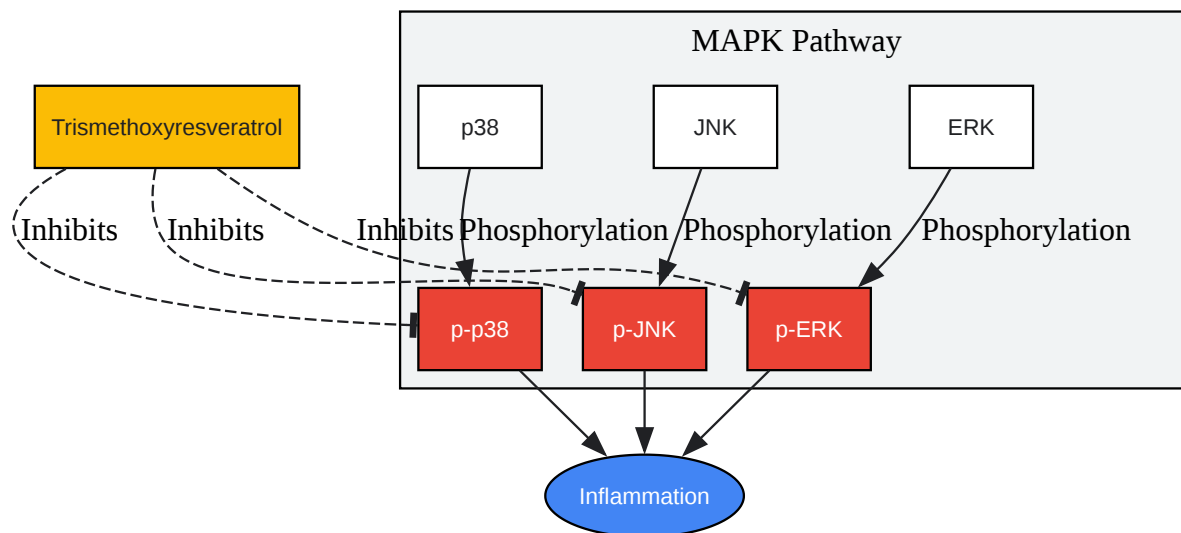 MAPK Pathway
Trismethoxyresveratrol
p38
JNK
ERK
Inhibits
Inhibits
Inhibits
Phosphorylation
Phosphorylation
Phosphorylation
p-p38
p-JNK
p-ERK
Inflammation